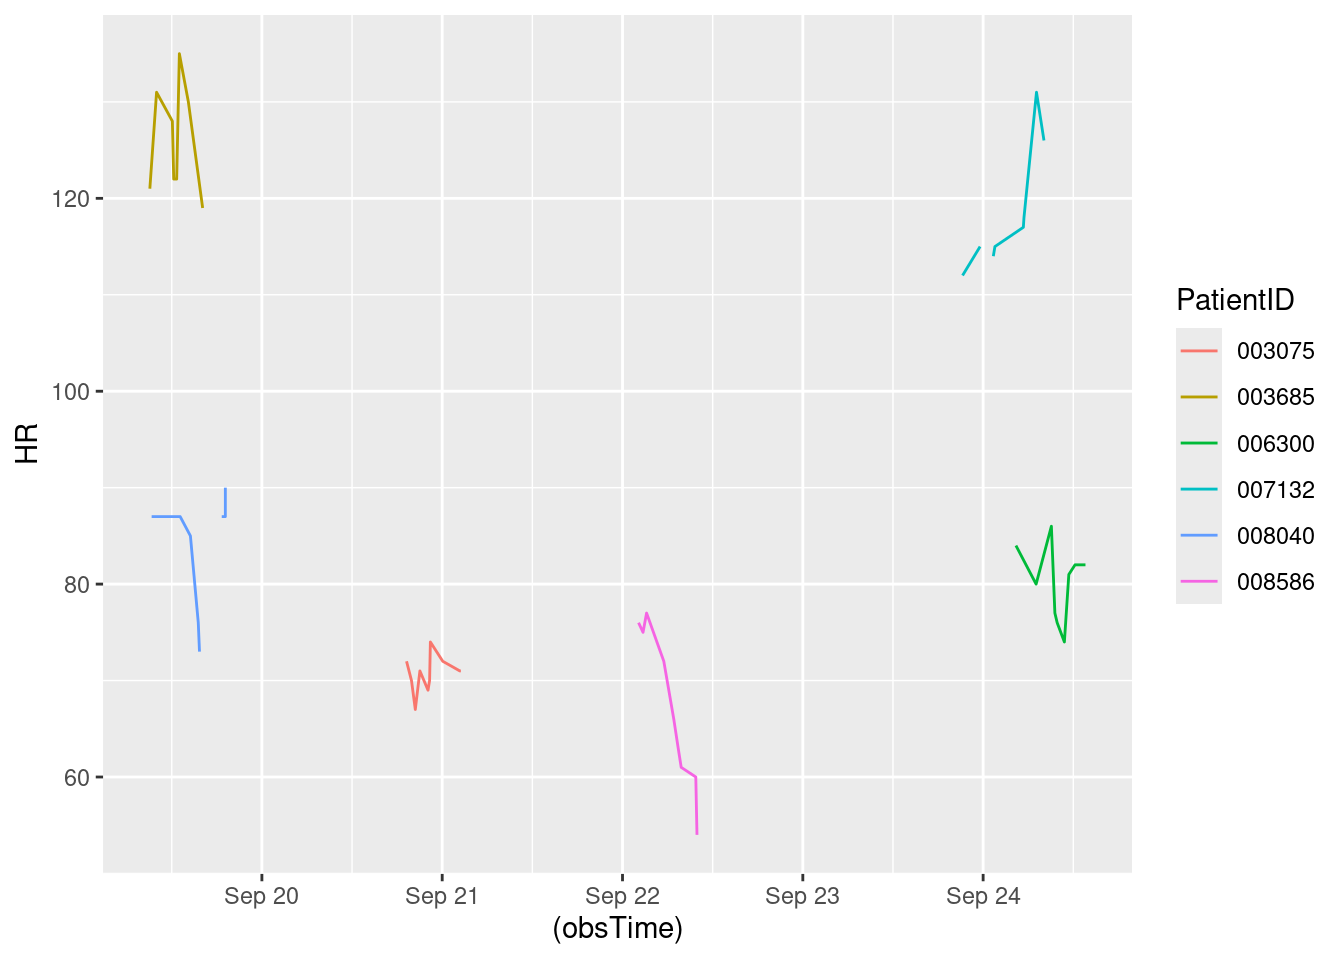 HR
120
100
80
60
Sep 20
Sep 21
Sep 22
Sep 23
Sep 24
(obsTime)
PatientID
003075
003685
006300
007132
008040
008586